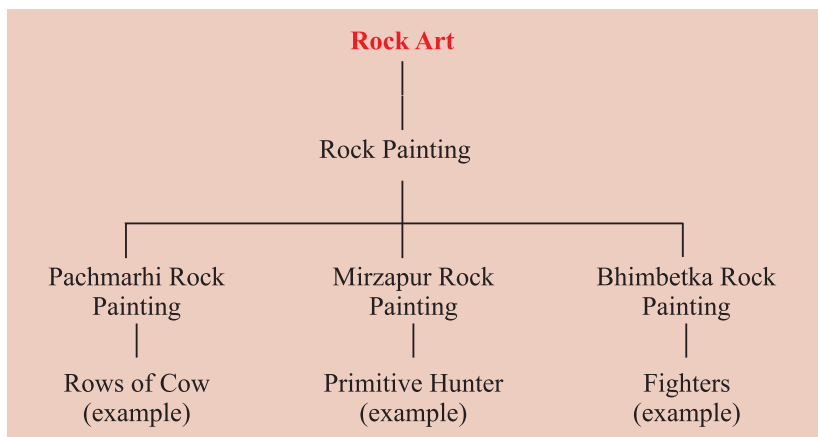 Rock Art
Rock Painting
Pachmarhi Rock
Painting
Mirzapur Rock
Painting
Bhimbetka Rock
Painting
Rows of Cow
(example)
Primitive Hunter
(example)
Fighters
(example)